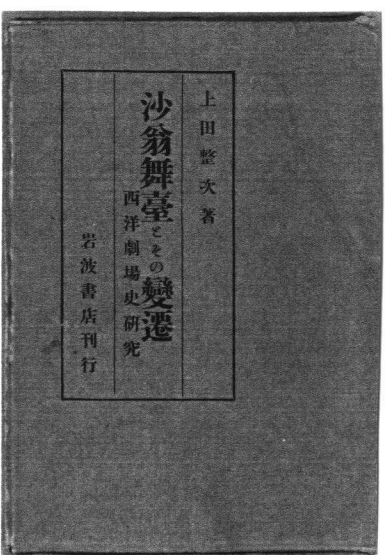 上田整次著
沙翁舞臺とその變遷
西洋劇場史研究
岩波書店刊行